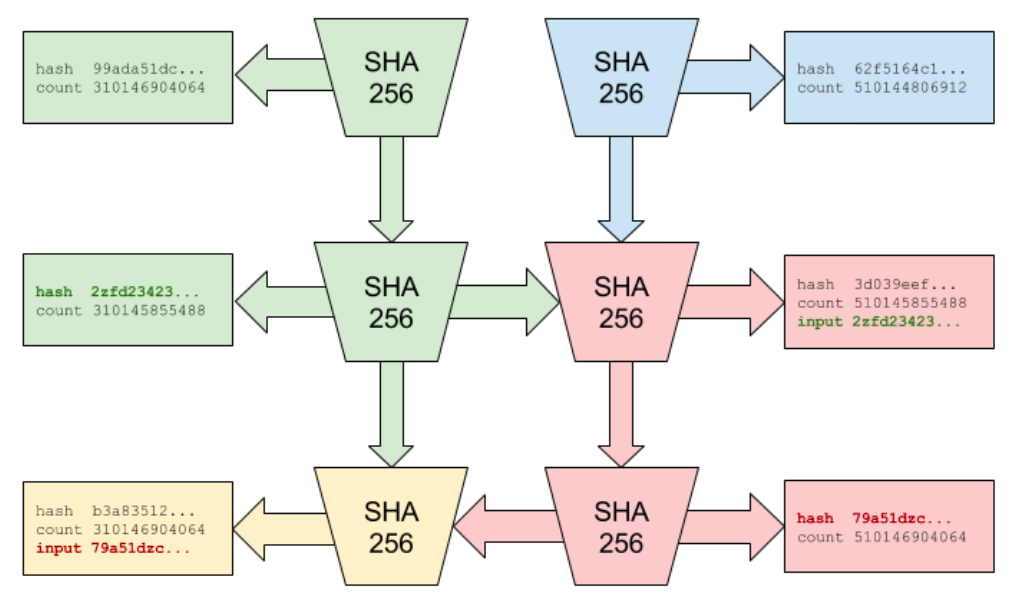 hash  99ada51dc...
count 310146904064
SHA
256
SHA
256
hash  62f5164c1...
count 510144806912
hash  2zfd23423...
count 310145855488
SHA
256
SHA
256
hash  3d039eef...
count 510145855488
input 2zfd23423...
hash  b3a83512...
count 310146904064
input 79a51dzc...
SHA
256
SHA
256
hash  79a51dzc...
count 510146904064